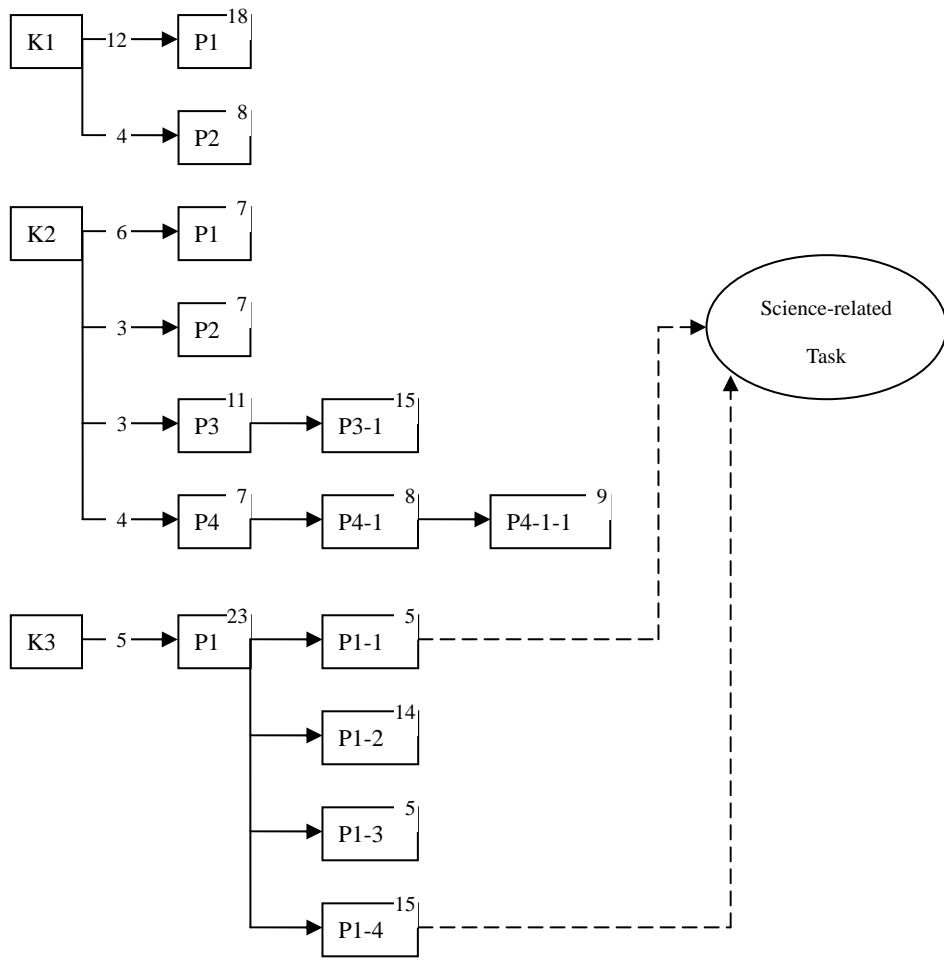 18
K1 12 P1
8
4 P2
7
K2 6 P1
7
3 P2
Science-related
Task
11 15
3 P3 P3-1
7 8 9
4 P4 P4-1 P4-1-1
23 5
K3 5 P1 P1-1
14
P1-2
5
P1-3
15
P1-4